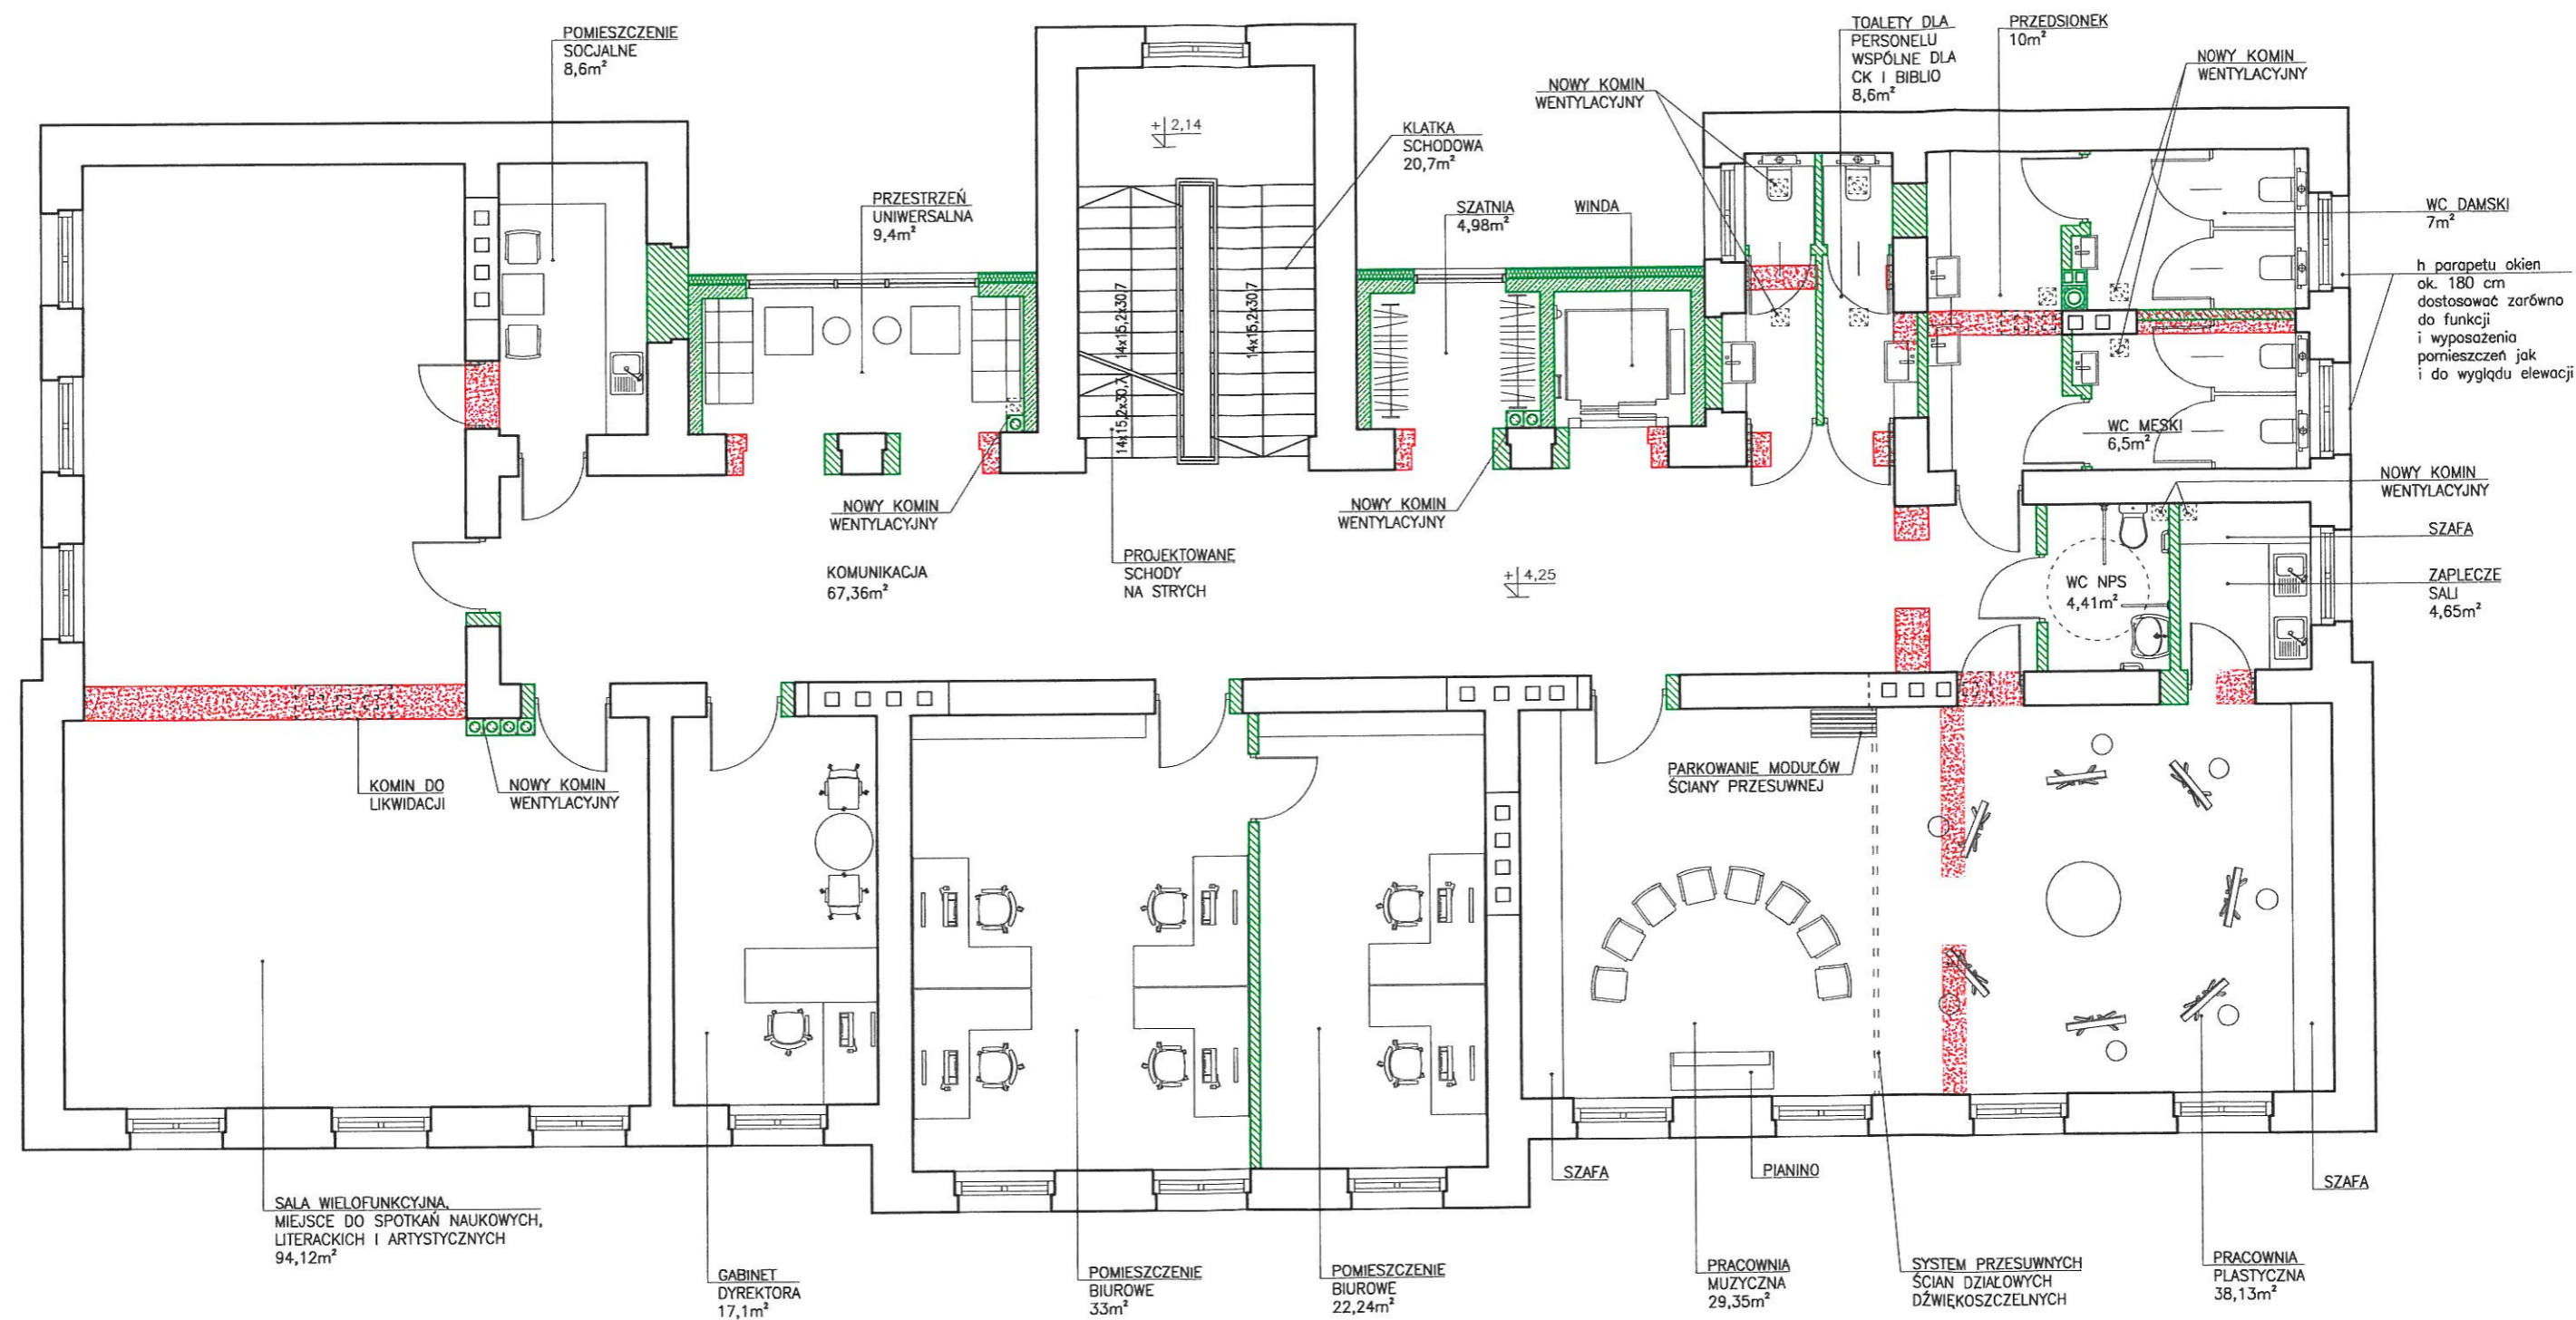 POMIESZCZENIE
SOCJALNE
8,6m²
PRZESTRZEŃ
UNIWERSALNA
9,4m²
+2,14
KLATKA
SCHODOWA
20,7m²
SZATNIA
4,98m²
WINDA
NOWY KOMIN
WENTYLACYJNY
TOALETY DLA
PERSONELU
WSPÓLNE DLA
CK I BIBLIO
8,6m²
PRZEDSIONEK
10m²
NOWY KOMIN
WENTYLACYJNY
WC DAMSKI
7m²
h parapetu okien
ok. 180 cm
dostosować zarówno
do funkcji
i wyposażenia
pomieszczeń jak
i do wyglądu elewacji
14x15,2x30,7
14x15,2x30,7
14x15,2x30,7
WC MĘSKI
6,5m²
NOWY KOMIN
WENTYLACYJNY
SZAFA
ZAPLECZE
SALI
4,65m²
WC NPS
4,41m²
NOWY KOMIN
WENTYLACYJNY
NOWY KOMIN
WENTYLACYJNY
KOMUNIKACJA
67,36m²
PROJEKTOWANE
SCHODY
NA STRYCH
+4,25
KOMIN DO
LIKWIDACJI
NOWY KOMIN
WENTYLACYJNY
PARKOWANIE MODUŁÓW
ŚCIANY PRZESUWNEJ
SALA WIELOFUNKCYJNA,
MIEJSCE DO SPOTKAŃ NAUKOWYCH,
LITERACKICH I ARTYSTYCZNYCH
94,12m²
GABINET
DYREKTORA
17,1m²
POMIESZCZENIE
BIUROWE
33m²
POMIESZCZENIE
BIUROWE
22,24m²
SZAFA
PIANINO
PRACOWNIA
MUZYCZNA
29,35m²
SYSTEM PRZESUWNYCH
ŚCIAN DZIAŁOWYCH
DŹWIĘKOSZCZELNYCH
PRACOWNIA
PLASTYCZNA
38,13m²
SZAFA